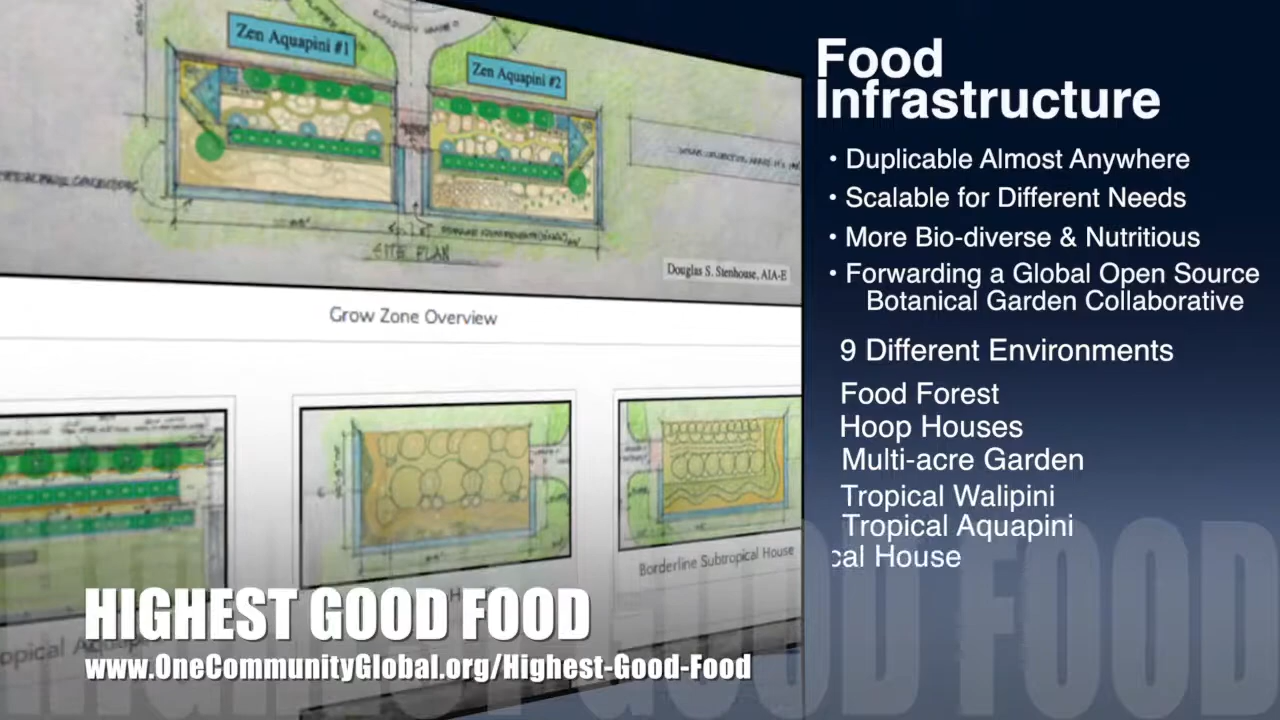 Zen Aquapini #1
Zen Aquapini #2
SITE PLAN
Douglas S. Stenhouse, AIA-E
Grow Zone Overview
Borderline Subtropical House
HIGHEST GOOD FOOD
www.OneCommunityGlobal.org/Highest-Good-Food
Food
Infrastructure
• Duplicable Almost Anywhere
• Scalable for Different Needs
• More Bio-diverse & Nutritious
• Forwarding a Global Open Source
Botanical Garden Collaborative
9 Different Environments
Food Forest
Hoop Houses
Multi-acre Garden
Tropical Walipini
Tropical Aquapini
cal House
HIGHEST GOOD FOOD